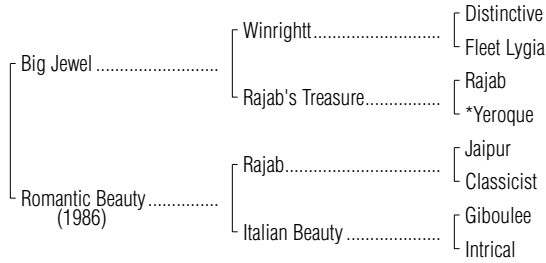 Distinctive
Winrightt
Fleet Lygia
Big Jewel
Rajab
Rajab's Treasure
*Yeroque
Jaipur
Rajab
Classicist
Romantic Beauty
(1986)
Giboulee
Italian Beauty
Intrical